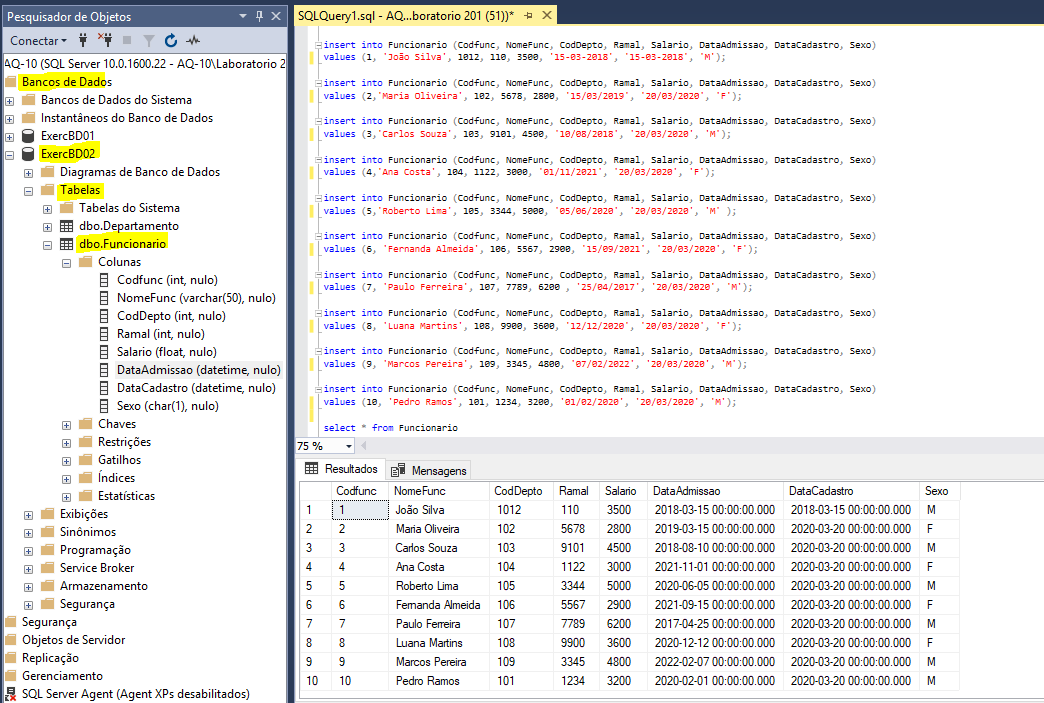 Pesquisador de Objetos
Conectar
AQ-10 (SQL Server 10.0.1600.22 - AQ-10\Laboratorio 2
Bancos de Dados
Bancos de Dados do Sistema
Instantâneos do Banco de Dados
ExercBD01
ExercBD02
Diagramas de Banco de Dados
Tabelas
Tabelas do Sistema
dbo.Departamento
dbo.Funcionario
Colunas
Codfunc (int, nulo)
NomeFunc (varchar(50), nulo)
CodDepto (int, nulo)
Ramal (int, nulo)
Salario (float, nulo)
DataAdmissao (datetime, nulo)
DataCadastro (datetime, nulo)
Sexo (char(1), nulo)
Chaves
Restrições
Gatilhos
Índices
Estatísticas
Exibições
Sinônimos
Programação
Service Broker
Armazenamento
Segurança
Segurança
Objetos de Servidor
Replicação
Gerenciamento
SQL Server Agent (Agent XPs desabilitados)
SQLQuery1.sql - AQ...boratorio 201 (51))*
insert into Funcionario (Codfunc, NomeFunc, CodDepto, Ramal, Salario, DataAdmissao, DataCadastro, Sexo)
values (1, 'João Silva', 1012, 110, 3500, '15-03-2018', '15-03-2018', 'M');
insert into Funcionario (Codfunc, NomeFunc, CodDepto, Ramal, Salario, DataAdmissao, DataCadastro, Sexo)
values (2,'Maria Oliveira', 102, 5678, 2800, '15/03/2019', '20/03/2020', 'F');
insert into Funcionario (Codfunc, NomeFunc, CodDepto, Ramal, Salario, DataAdmissao, DataCadastro, Sexo)
values (3,'Carlos Souza', 103, 9101, 4500, '10/08/2018', '20/03/2020', 'M');
insert into Funcionario (Codfunc, NomeFunc, CodDepto, Ramal, Salario, DataAdmissao, DataCadastro, Sexo)
values (4,'Ana Costa', 104, 1122, 3000, '01/11/2021', '20/03/2020', 'F');
insert into Funcionario (Codfunc, NomeFunc, CodDepto, Ramal, Salario, DataAdmissao, DataCadastro, Sexo)
values (5,'Roberto Lima', 105, 3344, 5000, '05/06/2020', '20/03/2020', 'M' );
insert into Funcionario (Codfunc, NomeFunc, CodDepto, Ramal, Salario, DataAdmissao, DataCadastro, Sexo)
values (6, 'Fernanda Almeida', 106, 5567, 2900, '15/09/2021', '20/03/2020', 'F');
insert into Funcionario (Codfunc, NomeFunc, CodDepto, Ramal, Salario, DataAdmissao, DataCadastro, Sexo)
values (7, 'Paulo Ferreira', 107, 7789, 6200 , '25/04/2017', '20/03/2020', 'M');
insert into Funcionario (Codfunc, NomeFunc, CodDepto, Ramal, Salario, DataAdmissao, DataCadastro, Sexo)
values (8, 'Luana Martins', 108, 9900, 3600, '12/12/2020', '20/03/2020', 'F');
insert into Funcionario (Codfunc, NomeFunc, CodDepto, Ramal, Salario, DataAdmissao, DataCadastro, Sexo)
values (9, 'Marcos Pereira', 109, 3345, 4800, '07/02/2022', '20/03/2020', 'M');
insert into Funcionario (Codfunc, NomeFunc, CodDepto, Ramal, Salario, DataAdmissao, DataCadastro, Sexo)
values (10, 'Pedro Ramos', 101, 1234, 3200, '01/02/2020', '20/03/2020', 'M');
select * from Funcionario
75 %
Resultados Mensagens
Codfunc NomeFunc CodDepto Ramal Salario DataAdmissao DataCadastro Sexo
1 1 João Silva 1012 110 3500 2018-03-15 00:00:00.000 2018-03-15 00:00:00.000 M
2 2 Maria Oliveira 102 5678 2800 2019-03-15 00:00:00.000 2020-03-20 00:00:00.000 F
3 3 Carlos Souza 103 9101 4500 2018-08-10 00:00:00.000 2020-03-20 00:00:00.000 M
4 4 Ana Costa 104 1122 3000 2021-11-01 00:00:00.000 2020-03-20 00:00:00.000 F
5 5 Roberto Lima 105 3344 5000 2020-06-05 00:00:00.000 2020-03-20 00:00:00.000 M
6 6 Fernanda Almeida 106 5567 2900 2021-09-15 00:00:00.000 2020-03-20 00:00:00.000 F
7 7 Paulo Ferreira 107 7789 6200 2017-04-25 00:00:00.000 2020-03-20 00:00:00.000 M
8 8 Luana Martins 108 9900 3600 2020-12-12 00:00:00.000 2020-03-20 00:00:00.000 F
9 9 Marcos Pereira 109 3345 4800 2022-02-07 00:00:00.000 2020-03-20 00:00:00.000 M
10 10 Pedro Ramos 101 1234 3200 2020-02-01 00:00:00.000 2020-03-20 00:00:00.000 M